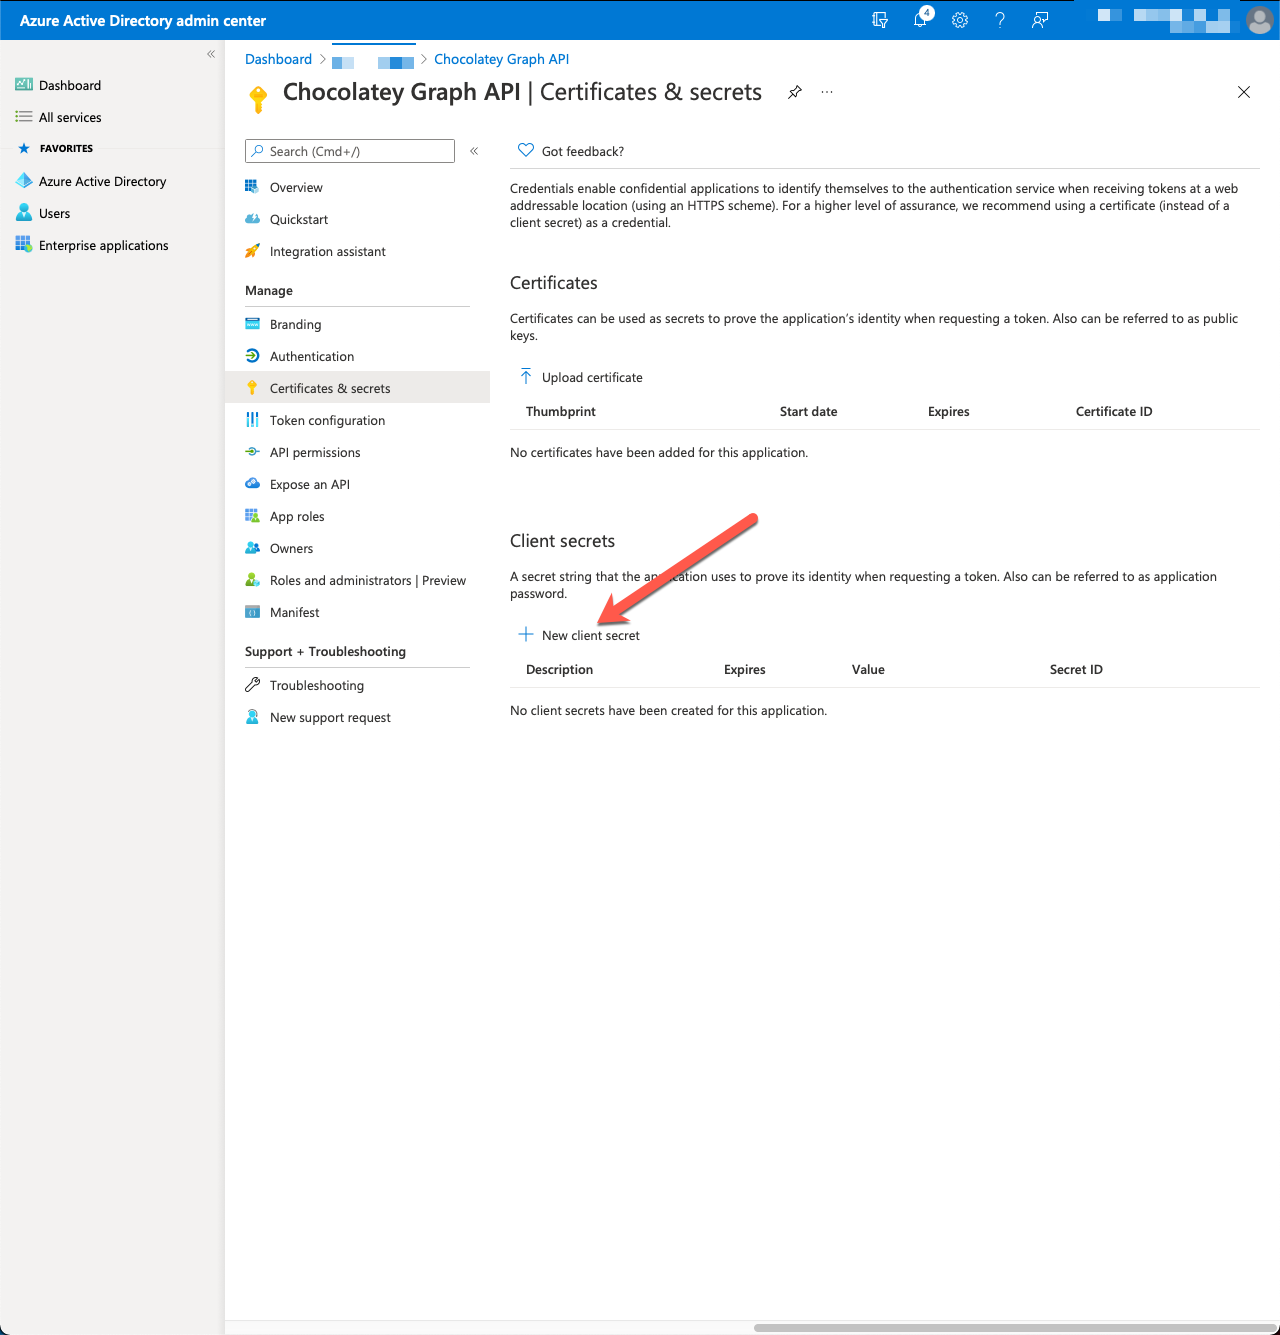 Azure Active Directory admin center
4
«
Dashboard
All services
FAVORITES
Azure Active Directory
Users
Enterprise applications
Dashboard > > Chocolatey Graph API
Chocolatey Graph API | Certificates & secrets
Search (Cmd+/)
«
Overview
Quickstart
Integration assistant
Manage
Branding
Authentication
Certificates & secrets
Token configuration
API permissions
Expose an API
App roles
Owners
Roles and administrators | Preview
Manifest
Support + Troubleshooting
Troubleshooting
New support request
Got feedback?
Credentials enable confidential applications to identify themselves to the authentication service when receiving tokens at a web
addressable location (using an HTTPS scheme). For a higher level of assurance, we recommend using a certificate (instead of a
client secret) as a credential.
Certificates
Certificates can be used as secrets to prove the application's identity when requesting a token. Also can be referred to as public
keys.
Upload certificate
Thumbprint Start date Expires Certificate ID
No certificates have been added for this application.
Client secrets
A secret string that the application uses to prove its identity when requesting a token. Also can be referred to as application
password.
New client secret
Description Expires Value Secret ID
No client secrets have been created for this application.